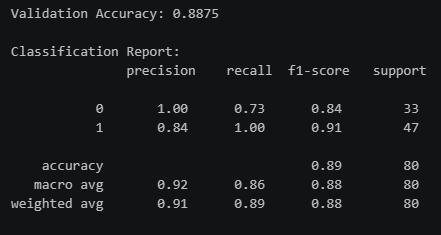 Validation Accuracy: 0.8875
Classification Report:
precision recall f1-score support
0 1.00 0.73 0.84 33
1 0.84 1.00 0.91 47
accuracy 0.89 80
macro avg 0.92 0.86 0.88 80
weighted avg 0.91 0.89 0.88 80